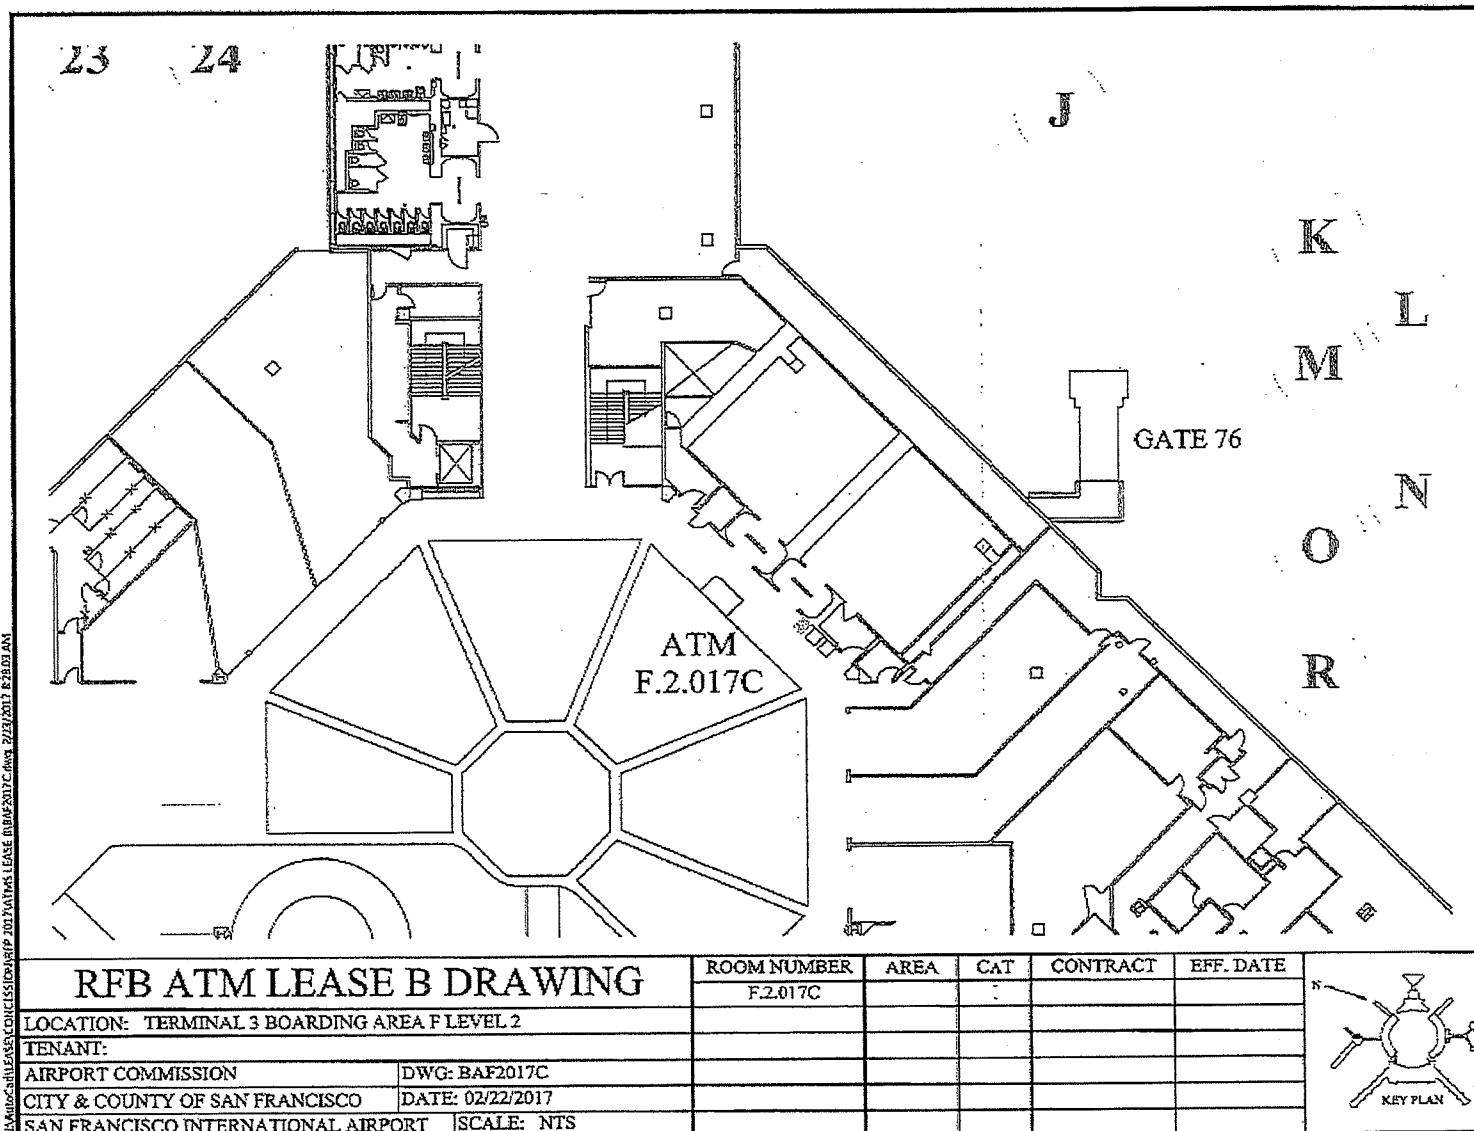 23 24
J
K
L
M
GATE 76
N
O
R
ATM
F.2.017C
RFB ATM LEASE B DRAWING
LOCATION: TERMINAL 3 BOARDING AREA F LEVEL 2
TENANT:
AIRPORT COMMISSION DWG: BAF2017C
CITY & COUNTY OF SAN FRANCISCO DATE: 02/22/2017
SAN FRANCISCO INTERNATIONAL AIRPORT SCALE: NTS
ROOM NUMBER AREA CAT CONTRACT EFF. DATE
F.2.017C
N
KEY PLAN